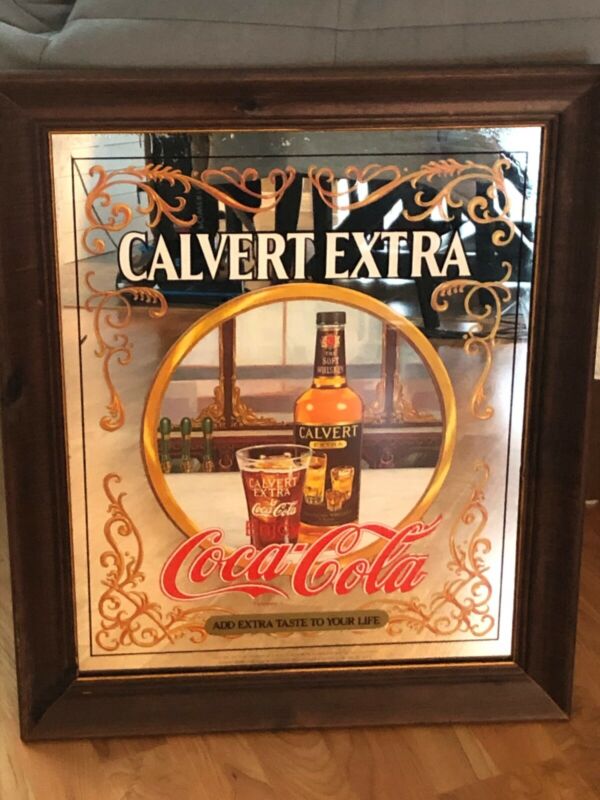 CALVERT EXTRA
THE
SOFT
WHISKEY
CALVERT
EXTRA
CALVERT
EXTRA
&
Coca-Cola
Enjoy
Coca-Cola
ADD EXTRA TASTE TO YOUR LIFE